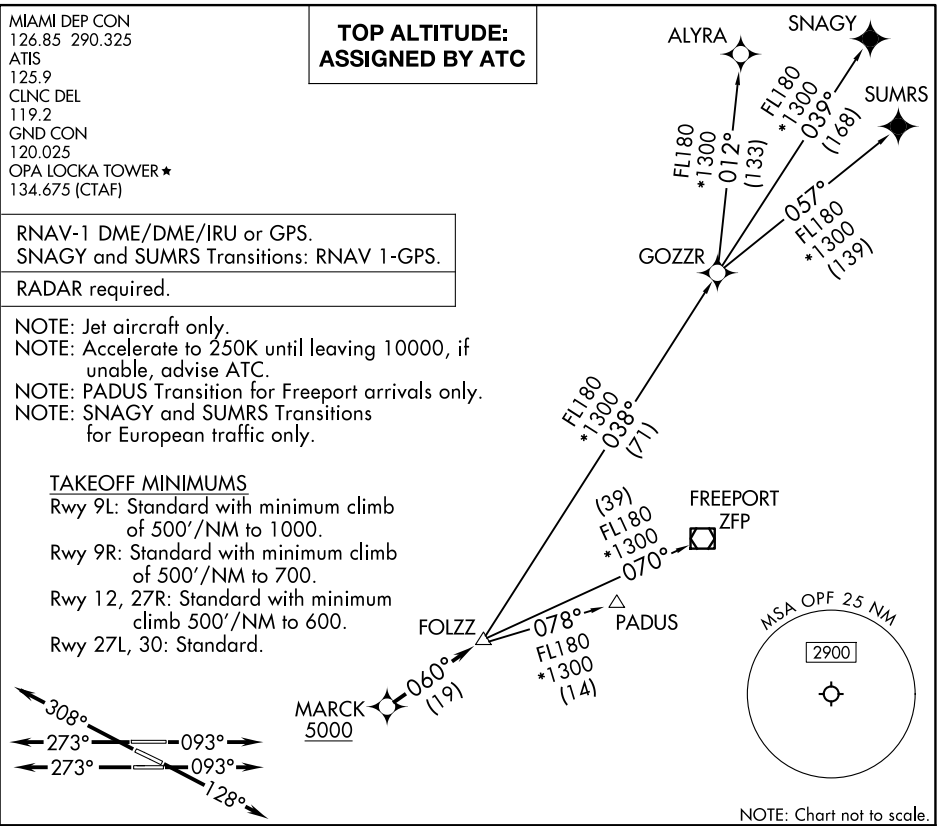 MIAMI DEP CON
126.85 290.325
ATIS
125.9
CLNC DEL
119.2
GND CON
120.025
OPA LOCKA TOWER★
134.675 (CTAF)
TOP ALTITUDE:
ASSIGNED BY ATC
RNAV-1 DME/DME/IRU or GPS.
SNAGY and SUMRS Transitions: RNAV 1-GPS.
RADAR required.
NOTE: Jet aircraft only.
NOTE: Accelerate to 250K until leaving 10000, if
unable, advise ATC.
NOTE: PADUS Transition for Freeport arrivals only.
NOTE: SNAGY and SUMRS Transitions
for European traffic only.
TAKEOFF MINIMUMS
Rwy 9L: Standard with minimum climb
of 500'/NM to 1000.
Rwy 9R: Standard with minimum climb
of 500'/NM to 700.
Rwy 12, 27R: Standard with minimum
climb 500'/NM to 600.
Rwy 27L, 30: Standard.
ALYRA
SNAGY
SUMRS
FL180
*1300
012°
(133)
FL180
*1300
039°
(168)
057°
FL180
*1300
(139)
GOZZR
FL180
*1300
038°
(71)
(39)
FL180
*1300
070°
FREEPORT
ZFP
FOLZZ
078°
FL180
*1300
(14)
PADUS
060°
(19)
MARCK
5000
MSA OPF 25 NM
2900
308°
273°
093°
273°
093°
128°
NOTE: Chart not to scale.